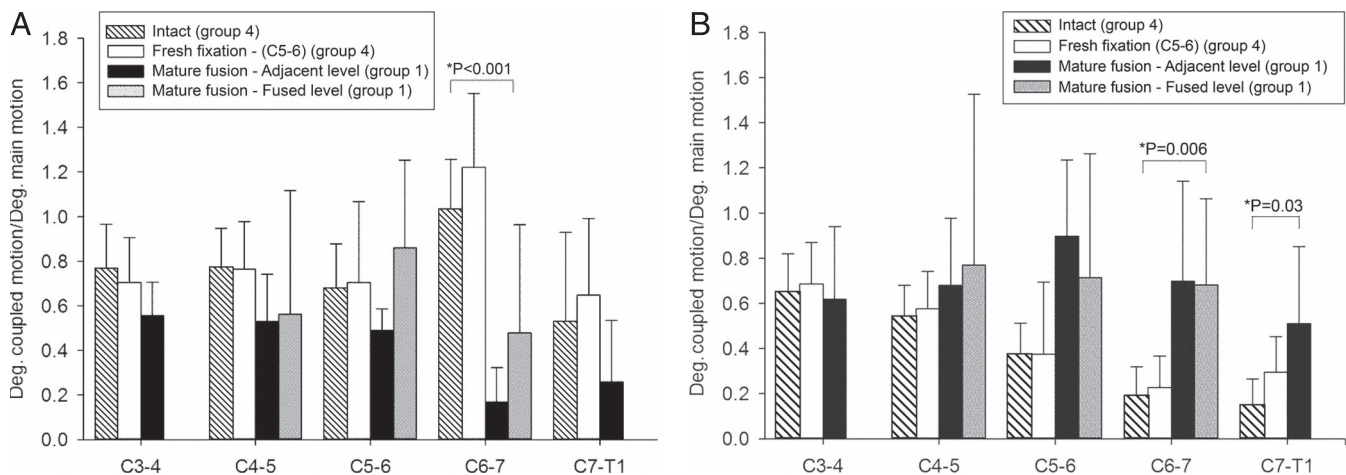 A
Intact (group 4)
Fresh fixation - (C5-6) (group 4)
Mature fusion - Adjacent level (group 1)
Mature fusion - Fused level (group 1)
Deg. coupled motion/Deg. main motion
1.8
1.6
1.4
1.2
1.0
0.8
0.6
0.4
0.2
0.0
*P<0.001
C3-4 C4-5 C5-6 C6-7 C7-T1
B
Intact (group 4)
Fresh fixation (C5-6) (group 4)
Mature fusion - Adjacent level (group 1)
Mature fusion - Fused level (group 1)
Deg. coupled motion/Deg. main motion
1.8
1.6
1.4
1.2
1.0
0.8
0.6
0.4
0.2
0.0
*P=0.006
*P=0.03
C3-4 C4-5 C5-6 C6-7 C7-T1